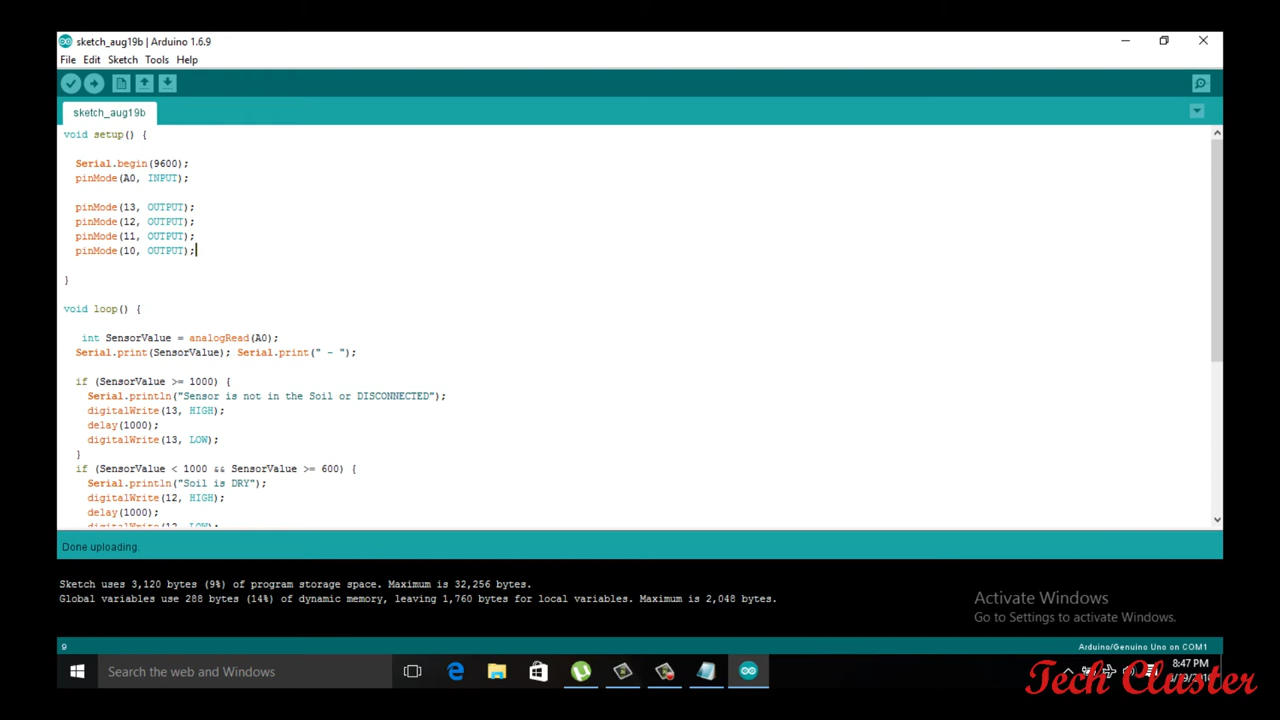 sketch_aug19b | Arduino 1.6.9
File Edit Sketch Tools Help
sketch_aug19b
void setup() {
Serial.begin(9600);
pinMode(A0, INPUT);
pinMode(13, OUTPUT);
pinMode(12, OUTPUT);
pinMode(11, OUTPUT);
pinMode(10, OUTPUT);
}
void loop() {
int SensorValue = analogRead(A0);
Serial.print(SensorValue); Serial.print(" - ");
if (SensorValue >= 1000) {
Serial.println("Sensor is not in the Soil or DISCONNECTED");
digitalWrite(13, HIGH);
delay(1000);
digitalWrite(13, LOW);
}
if (SensorValue < 1000 && SensorValue >= 600) {
Serial.println("Soil is DRY");
digitalWrite(12, HIGH);
delay(1000);
digitalWrite(12, LOW);
Done uploading.
Sketch uses 3,120 bytes (9%) of program storage space. Maximum is 32,256 bytes.
Global variables use 288 bytes (14%) of dynamic memory, leaving 1,760 bytes for local variables. Maximum is 2,048 bytes.
Activate Windows
Go to Settings to activate Windows.
9
Arduino/Genuino Uno on COM1
Search the web and Windows
8:47 PM
Tech Cluster